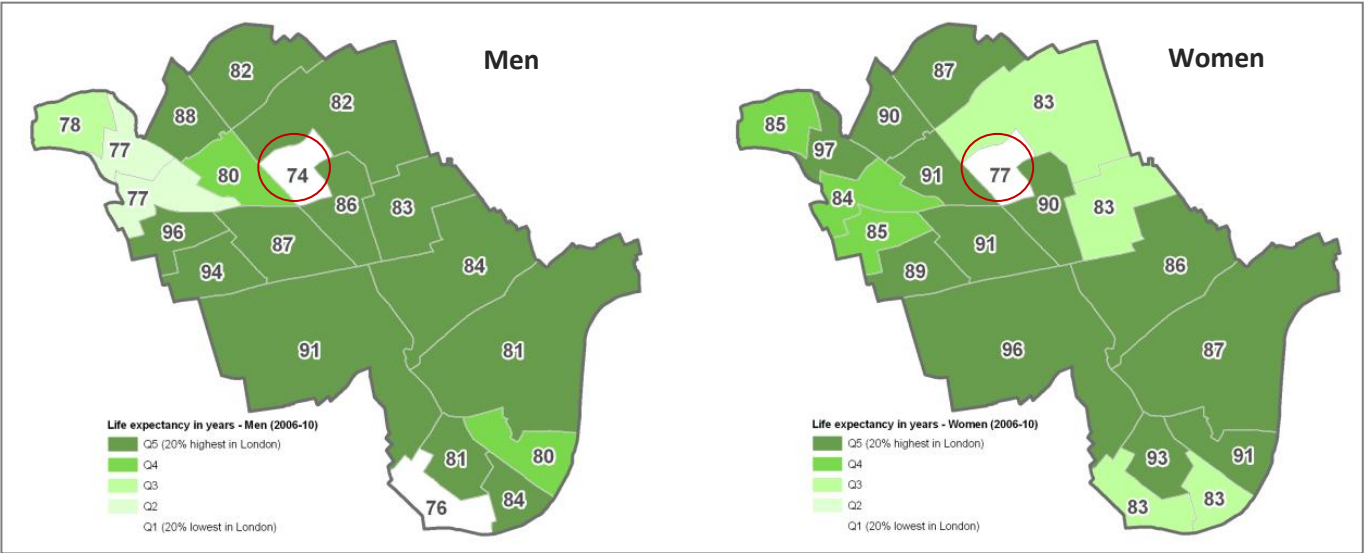 Men
82
82
88
78
77
80
74
77
86
83
96
87
94
84
91
81
81
80
76
84
Life expectancy in years - Men (2006-10)
Q5 (20% highest in London)
Q4
Q3
Q2
Q1 (20% lowest in London)
Women
87
83
90
85
97
91
77
84
90
83
85
91
89
86
96
87
93
91
83
83
Life expectancy in years - Women (2006-10)
Q5 (20% highest in London)
Q4
Q3
Q2
Q1 (20% lowest in London)